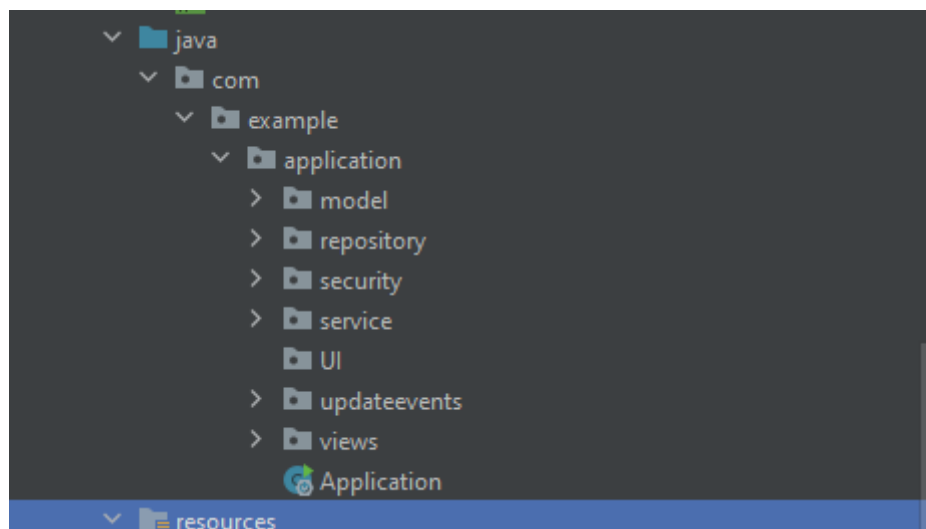 java
com
example
application
model
repository
security
service
UI
updateevents
views
Application
resources